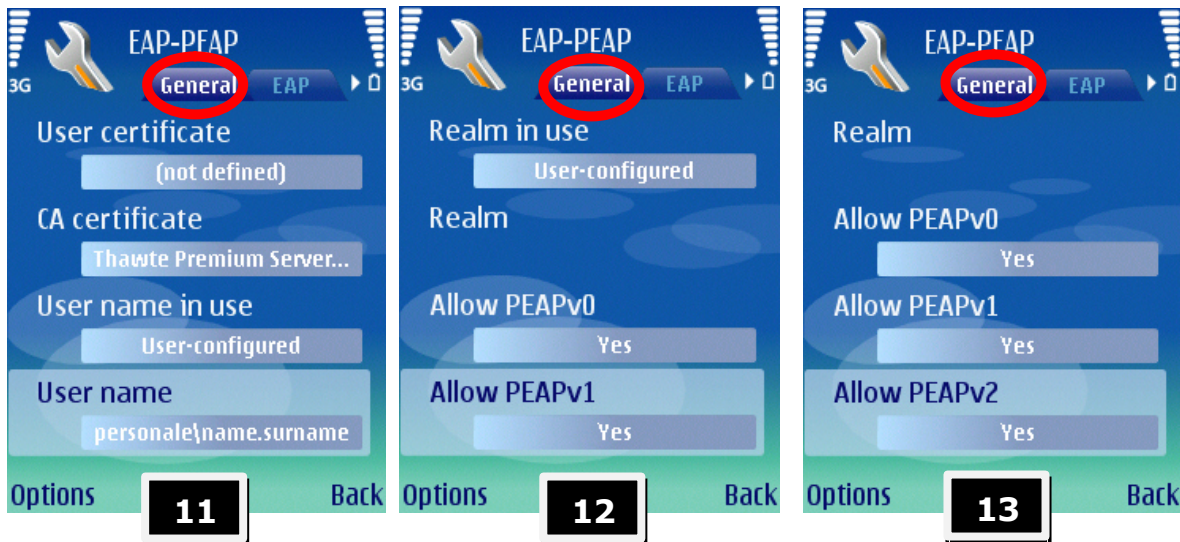 EAP-PEAP
3G
General EAP
User certificate
(not defined)
CA certificate
Thawte Premium Server...
User name in use
User-configured
User name
personale\name.surname
Options Back
11
EAP-PEAP
3G
General EAP
Realm in use
User-configured
Realm
Allow PEAPv0
Yes
Allow PEAPv1
Yes
Options Back
12
EAP-PEAP
3G
General EAP
Realm
Allow PEAPv0
Yes
Allow PEAPv1
Yes
Allow PEAPv2
Yes
Options Back
13